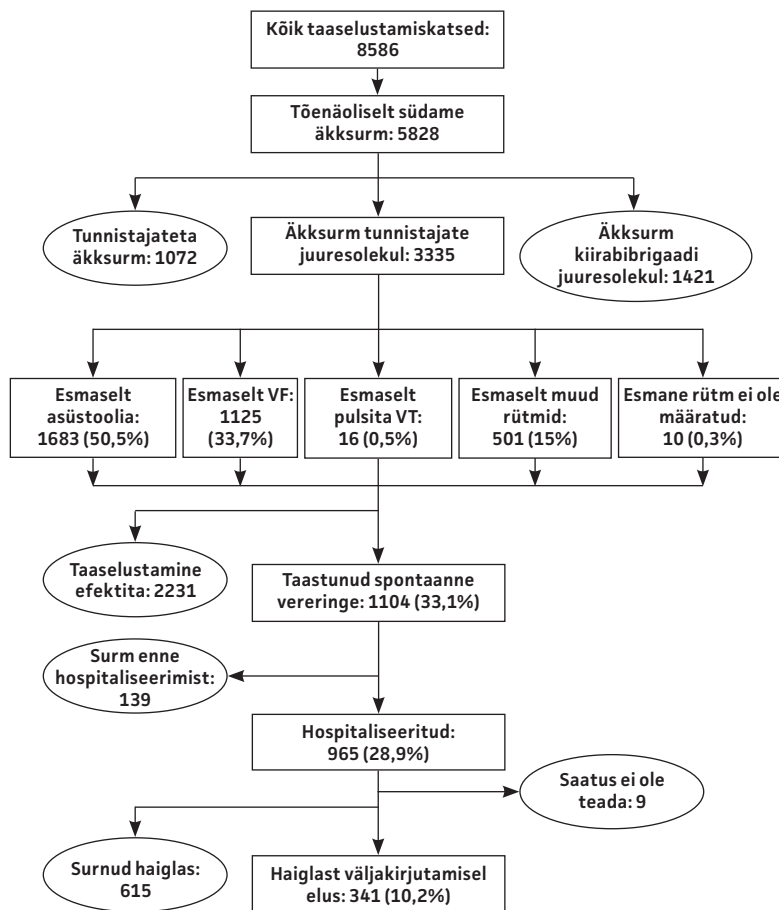 Kõik taaselustamiskatsed:
8586
Tõenäoliselt südame
äkksurm: 5828
Tunnistajateta
äkksurm: 1072
Äkksurm tunnistajate
juuresolekul: 3335
Äkksurm
kiirabibrigaadi
juuresolekul: 1421
Esmaselt
asüstoolia:
1683 (50,5%)
Esmaselt VF:
1125
(33,7%)
Esmaselt
pulsita VT:
16 (0,5%)
Esmaselt muud
rütmid:
501 (15%)
Esmane rütm ei ole
määratud:
10 (0,3%)
Taaselustamine
efektita: 2231
Taastunud spontaanne
vereringe: 1104 (33,1%)
Surm enne
hospitaliseerimist:
139
Hospitaliseeritud:
965 (28,9%)
Saatus ei ole
teada: 9
Surnud haiglas:
615
Haiglast väljakirjutamisel
elus: 341 (10,2%)